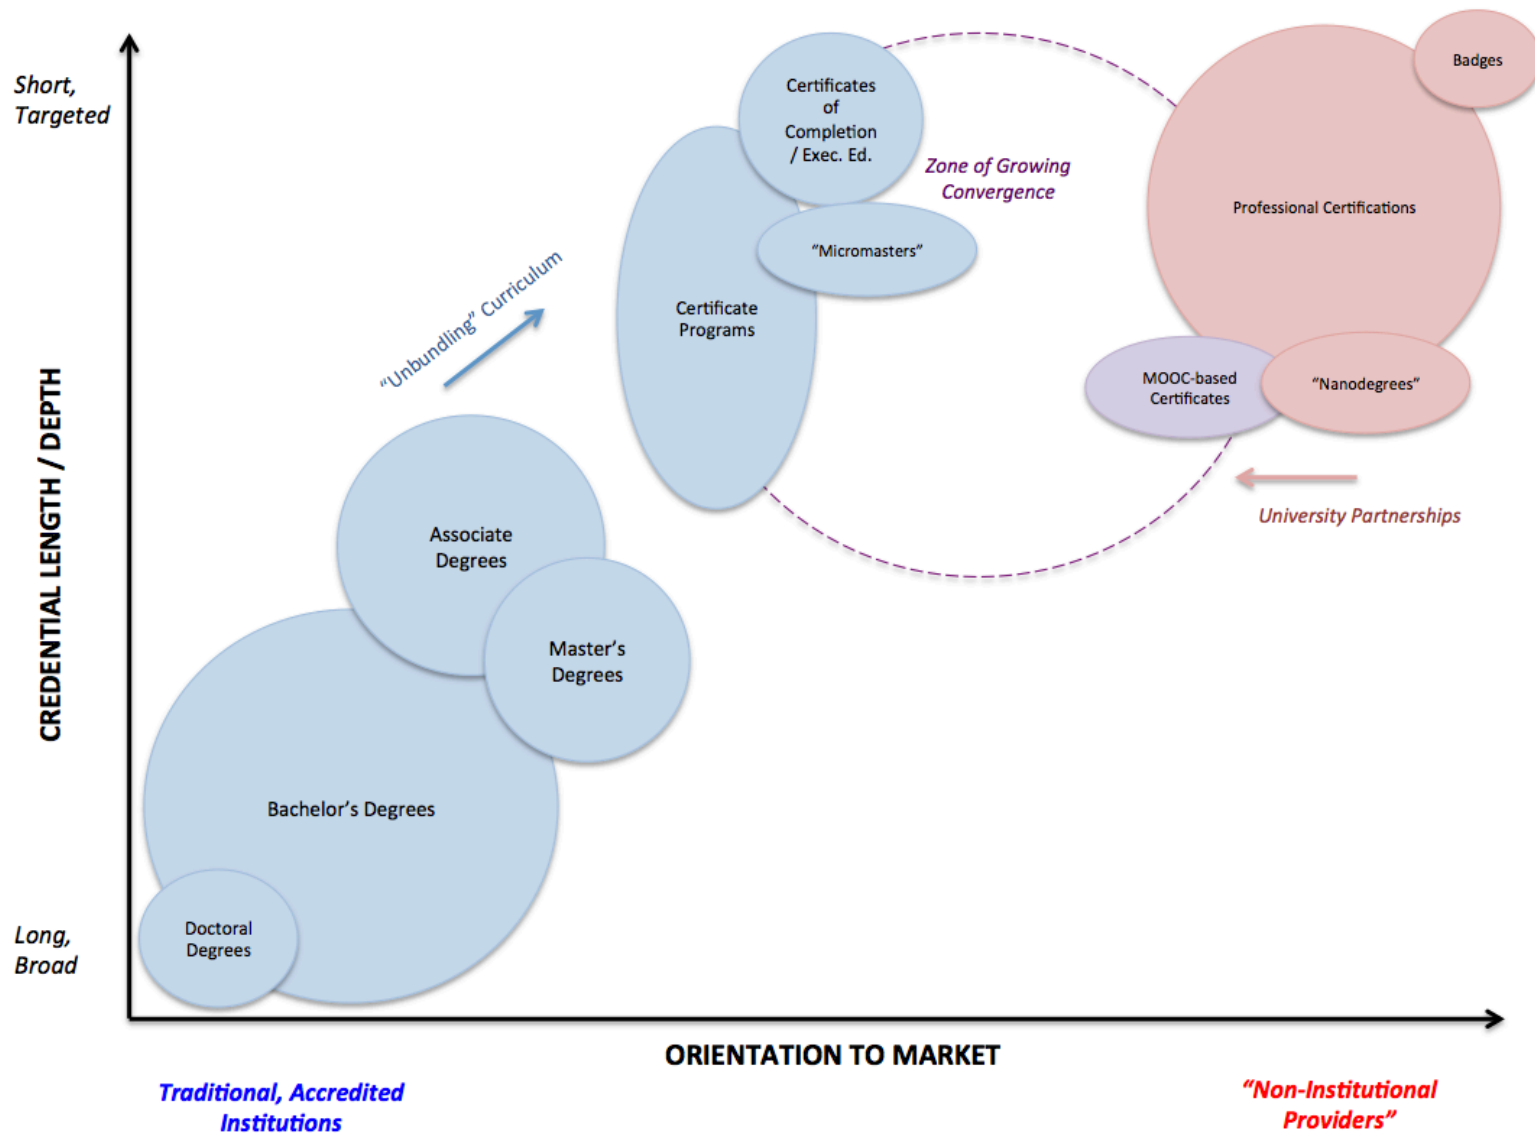 Short,
Targeted
Certificates
of
Completion
/ Exec. Ed.
Badges
Zone of Growing
Convergence
Professional Certifications
“Micromasters”
“Unbundling” Curriculum
Certificate
Programs
MOOC-based
Certificates
“Nanodegrees”
University Partnerships
CREDENTIAL LENGTH / DEPTH
Associate
Degrees
Master’s
Degrees
Bachelor’s Degrees
Doctoral
Degrees
Long,
Broad
ORIENTATION TO MARKET
Traditional, Accredited
Institutions
“Non-Institutional
Providers”